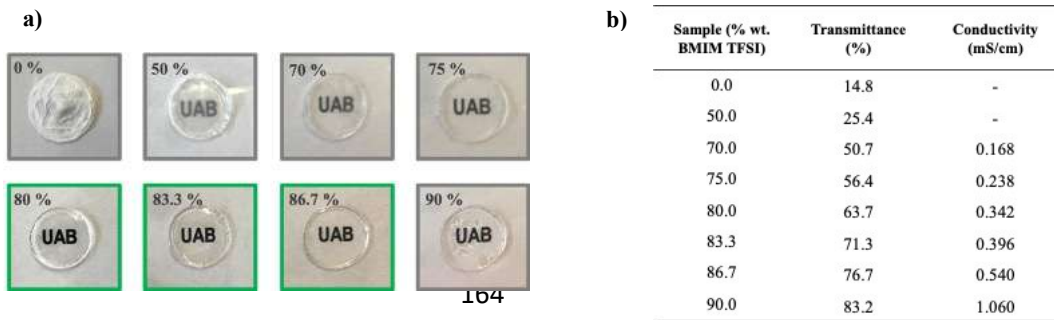 a)
0 %
50 %
UAB
70 %
UAB
75 %
UAB
80 %
UAB
83.3 %
UAB
86.7 %
UAB
90 %
UAB
164
b)
Sample (% wt. BMIM TFSI) Transmittance (%) Conductivity (mS/cm)
0.0 14.8 -
50.0 25.4 -
70.0 50.7 0.168
75.0 56.4 0.238
80.0 63.7 0.342
83.3 71.3 0.396
86.7 76.7 0.540
90.0 83.2 1.060